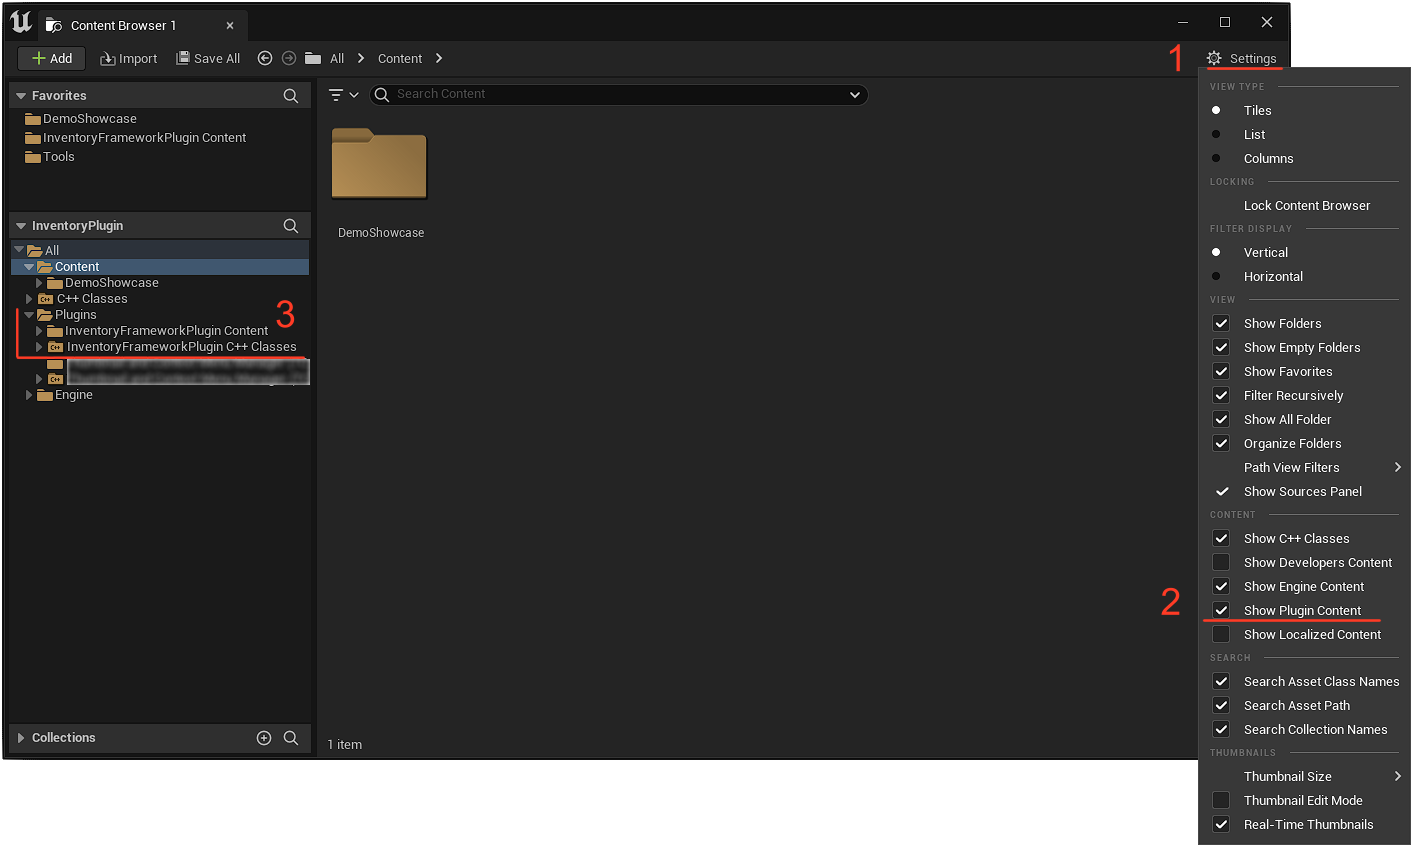 Content Browser 1
Add
Import
Save All
All
Content
1
Settings
Favorites
DemoShowcase
InventoryFrameworkPlugin Content
Tools
InventoryPlugin
All
Content
DemoShowcase
C++ Classes
Plugins
InventoryFrameworkPlugin Content
InventoryFrameworkPlugin C++ Classes
3
Engine
Collections
Search Content
DemoShowcase
1 item
VIEW TYPE
Tiles
List
Columns
LOCKING
Lock Content Browser
FILTER DISPLAY
Vertical
Horizontal
VIEW
Show Folders
Show Empty Folders
Show Favorites
Filter Recursively
Show All Folder
Organize Folders
Path View Filters
Show Sources Panel
CONTENT
Show C++ Classes
Show Developers Content
Show Engine Content
2
Show Plugin Content
Show Localized Content
SEARCH
Search Asset Class Names
Search Asset Path
Search Collection Names
THUMBNAILS
Thumbnail Size
Thumbnail Edit Mode
Real-Time Thumbnails